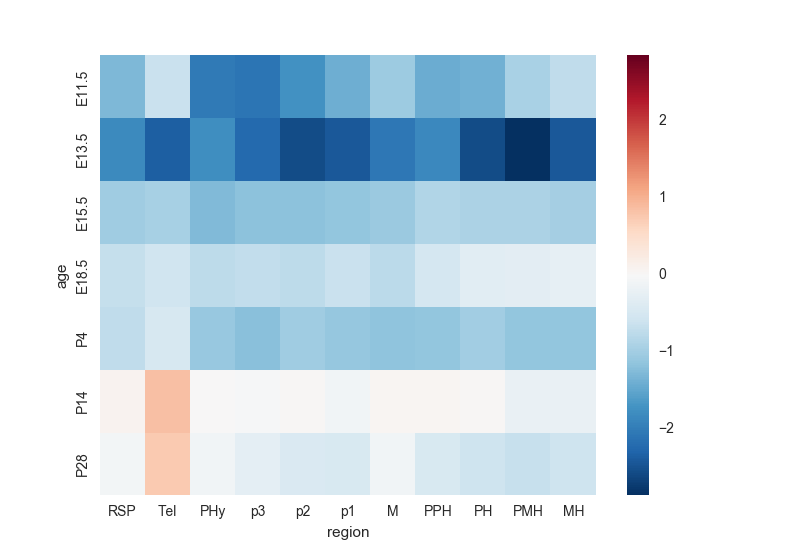 E11.5
E13.5
E15.5
E18.5
P4
P14
P28
age
RSP Tel PHy p3 p2 p1 M PPH PH PMH MH
region
2
1
0
−1
−2